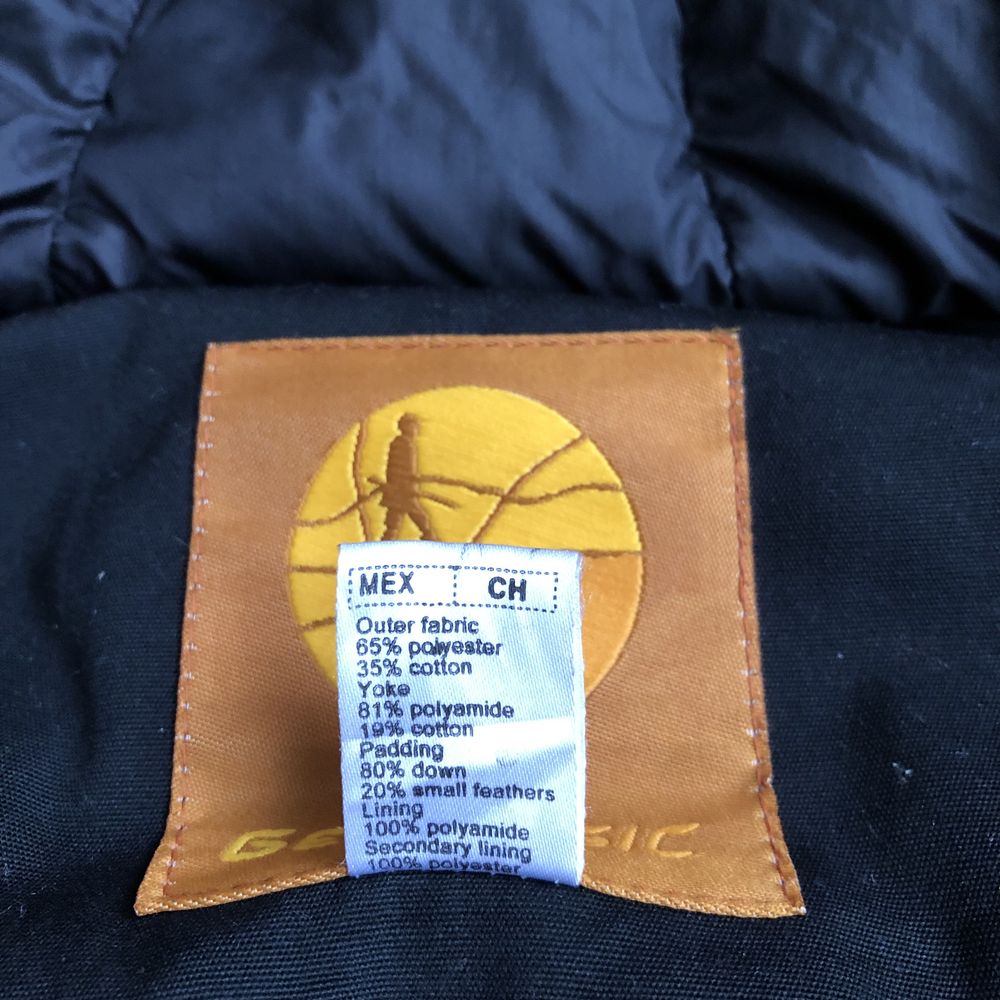 MEX CH
Outer fabric
65% polyester
35% cotton
Yoke
81% polyamide
19% cotton
Padding
80% down
20% small feathers
Lining
100% polyamide
Secondary lining
100% polyester